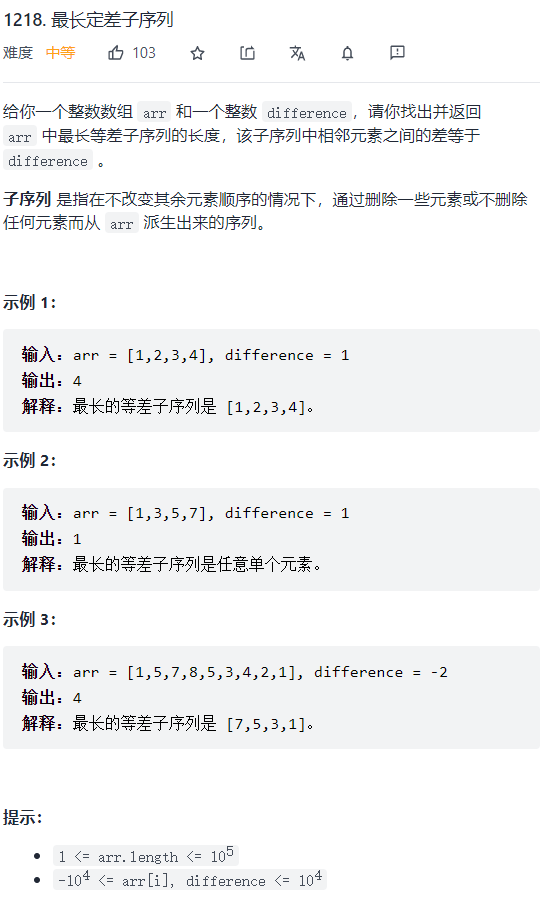 1218. 最长定差子序列
难度 中等 103
给你一个整数数组 arr 和一个整数 difference，请你找出并返回
arr 中最长等差子序列的长度，该子序列中相邻元素之间的差等于
difference 。
子序列 是指在不改变其余元素顺序的情况下，通过删除一些元素或不删除
任何元素而从 arr 派生出来的序列。
示例 1：
输入：arr = [1,2,3,4], difference = 1
输出：4
解释：最长的等差子序列是 [1,2,3,4]。
示例 2：
输入：arr = [1,3,5,7], difference = 1
输出：1
解释：最长的等差子序列是任意单个元素。
示例 3：
输入：arr = [1,5,7,8,5,3,4,2,1], difference = -2
输出：4
解释：最长的等差子序列是 [7,5,3,1]。
提示：
• 1 <= arr.length <= 10⁵
• -10⁴ <= arr[i], difference <= 10⁴